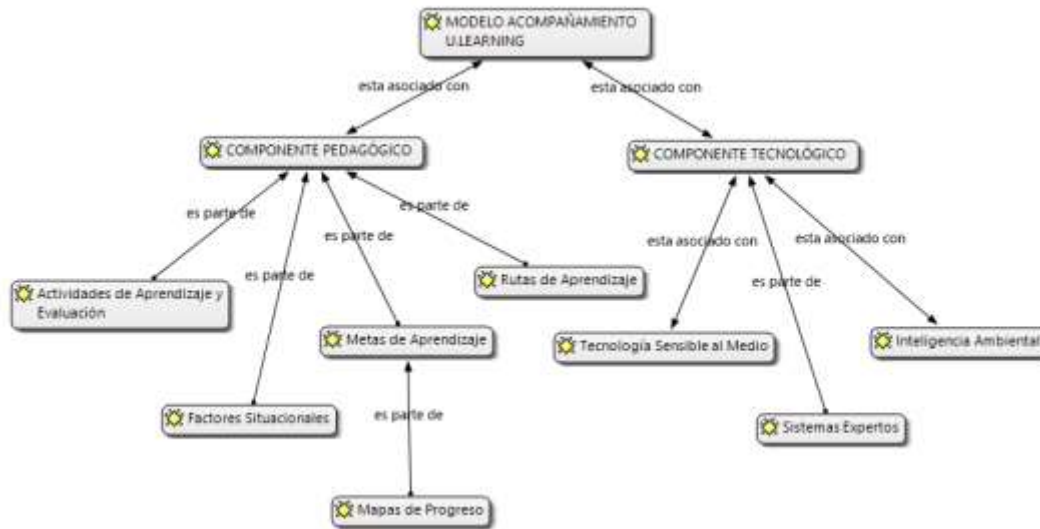 MODELO ACOMPAÑAMIENTO
U.LEARNING
esta asociado con
esta asociado con
COMPONENTE PEDAGÓGICO
COMPONENTE TECNOLÓGICO
es parte de
es parte de
es parte de
es parte de
esta asociado con
esta asociado con
es parte de
Actividades de Aprendizaje y
Evaluación
Rutas de Aprendizaje
Metas de Aprendizaje
Tecnología Sensible al Medio
Inteligencia Ambiental
Factores Situacionales
es parte de
Sistemas Expertos
Mapas de Progreso